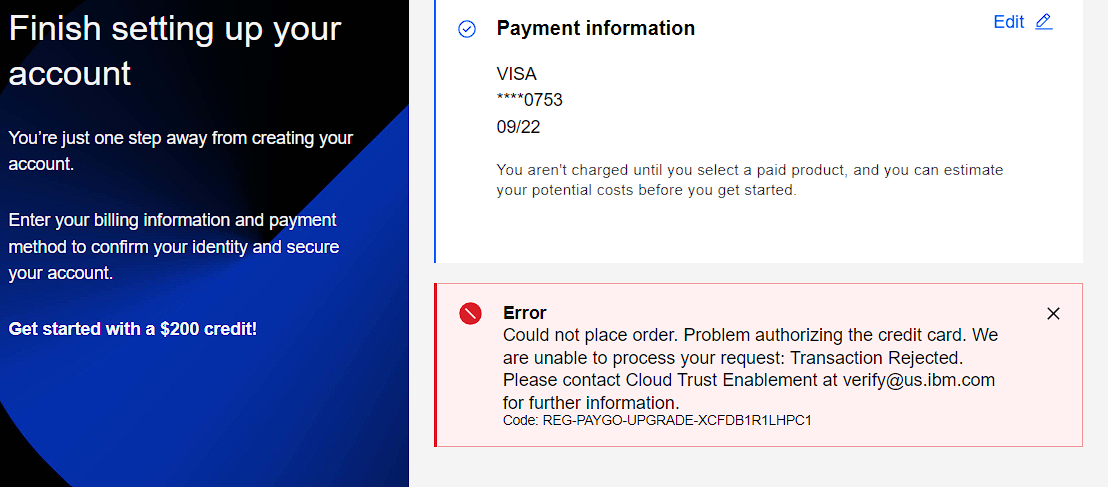 Finish setting up your
account
You're just one step away from creating your
account.
Enter your billing information and payment
method to confirm your identity and secure
your account.
Get started with a $200 credit!
Payment information
Edit
VISA
****0753
09/22
You aren't charged until you select a paid product, and you can estimate
your potential costs before you get started.
Error
Could not place order. Problem authorizing the credit card. We
are unable to process your request: Transaction Rejected.
Please contact Cloud Trust Enablement at verify@us.ibm.com
for further information.
Code: REG-PAYGO-UPGRADE-XCFDB1R1LHPC1